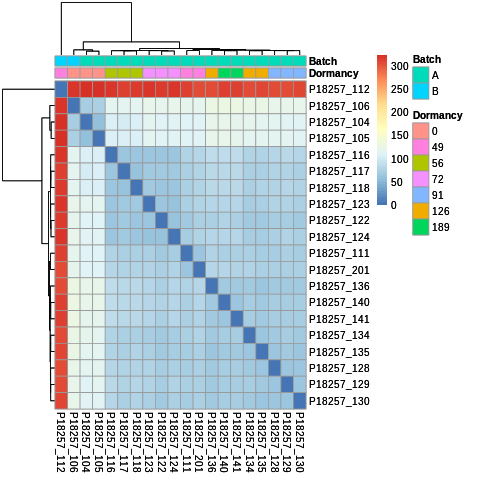 Batch
Dormancy
P18257_112
P18257_106
P18257_104
P18257_105
P18257_116
P18257_117
P18257_118
P18257_123
P18257_122
P18257_124
P18257_111
P18257_201
P18257_136
P18257_140
P18257_141
P18257_134
P18257_135
P18257_128
P18257_129
P18257_130
300
250
200
150
100
50
0
Batch
A
B
Dormancy
0
49
56
72
91
126
189
P18257_112
P18257_106
P18257_104
P18257_105
P18257_116
P18257_117
P18257_118
P18257_123
P18257_122
P18257_124
P18257_111
P18257_201
P18257_136
P18257_140
P18257_141
P18257_134
P18257_135
P18257_128
P18257_129
P18257_130